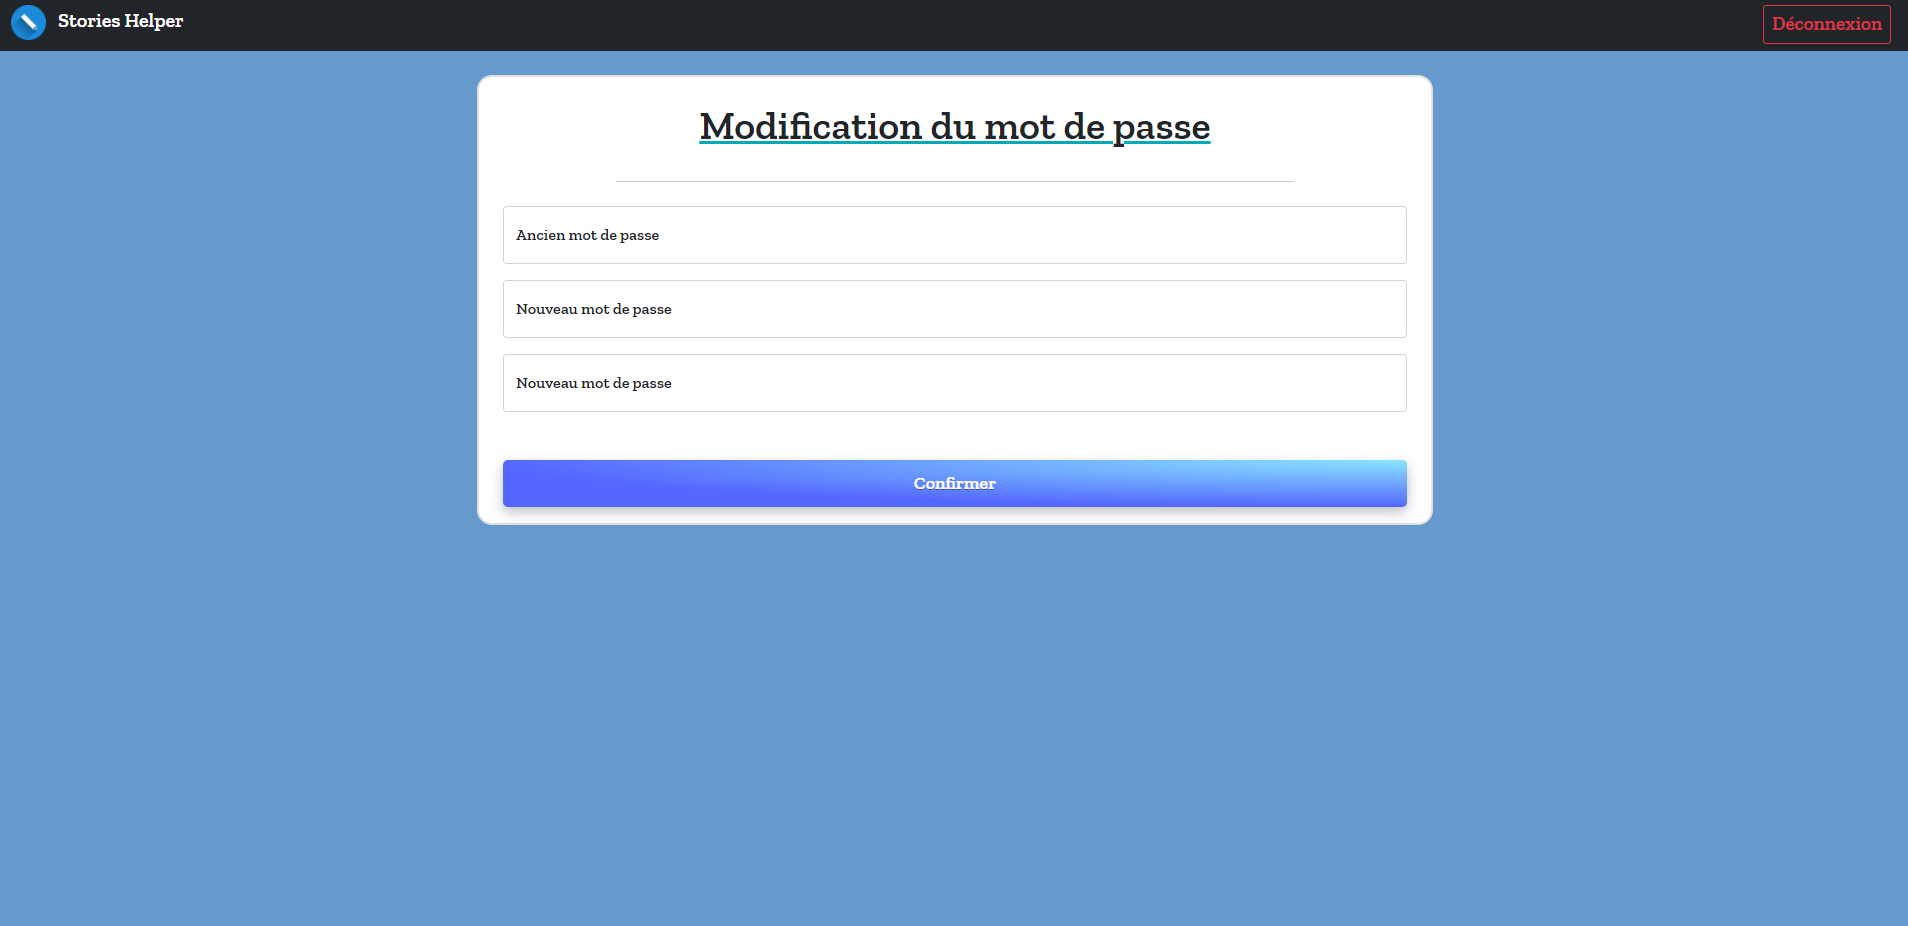 Stories Helper
Déconnexion
Modification du mot de passe
Ancien mot de passe
Nouveau mot de passe
Nouveau mot de passe
Confirmer